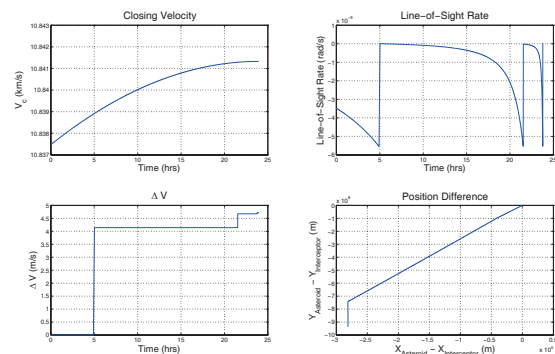 Closing Velocity
10.843
10.842
10.841
10.84
10.839
10.838
10.837
V_c (km/s)
0 5 10 15 20 25
Time (hrs)
Line-of-Sight Rate
x 10
1
0
−1
−2
−3
−4
−5
−6
Line-of-Sight Rate (rad/s)
0 5 10 15 20 25
Time (hrs)
Δ V
5
4.5
4
3.5
3
2.5
2
1.5
1
0.5
0
Δ V (m/s)
0 5 10 15 20 25
Time (hrs)
Position Difference
x 10
0
−1
−2
−3
−4
−5
−6
−7
−8
−9
−10
Y_Asteroid − Y_Interceptor (m)
−3 −2.5 −2 −1.5 −1 −0.5 0 0.5
x 10
X_Asteroid − X_Interceptor (m)